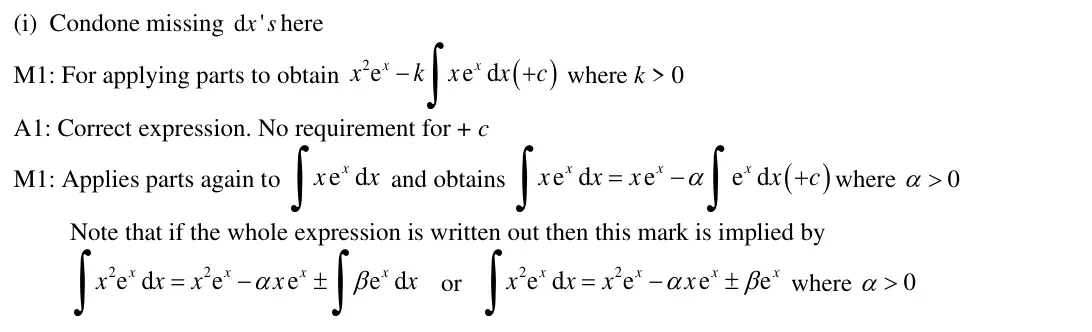 (i) Condone missing dx's here
M1: For applying parts to obtain x²eˣ − k∫xeˣ dx(+c) where k > 0
A1: Correct expression. No requirement for + c
M1: Applies parts again to ∫xeˣ dx and obtains ∫xeˣ dx = xeˣ − α∫eˣ dx(+c) where α > 0
Note that if the whole expression is written out then this mark is implied by
∫x²eˣ dx = x²eˣ − αxeˣ ± ∫βeˣ dx or ∫x²eˣ dx = x²eˣ − αxeˣ ± βeˣ where α > 0